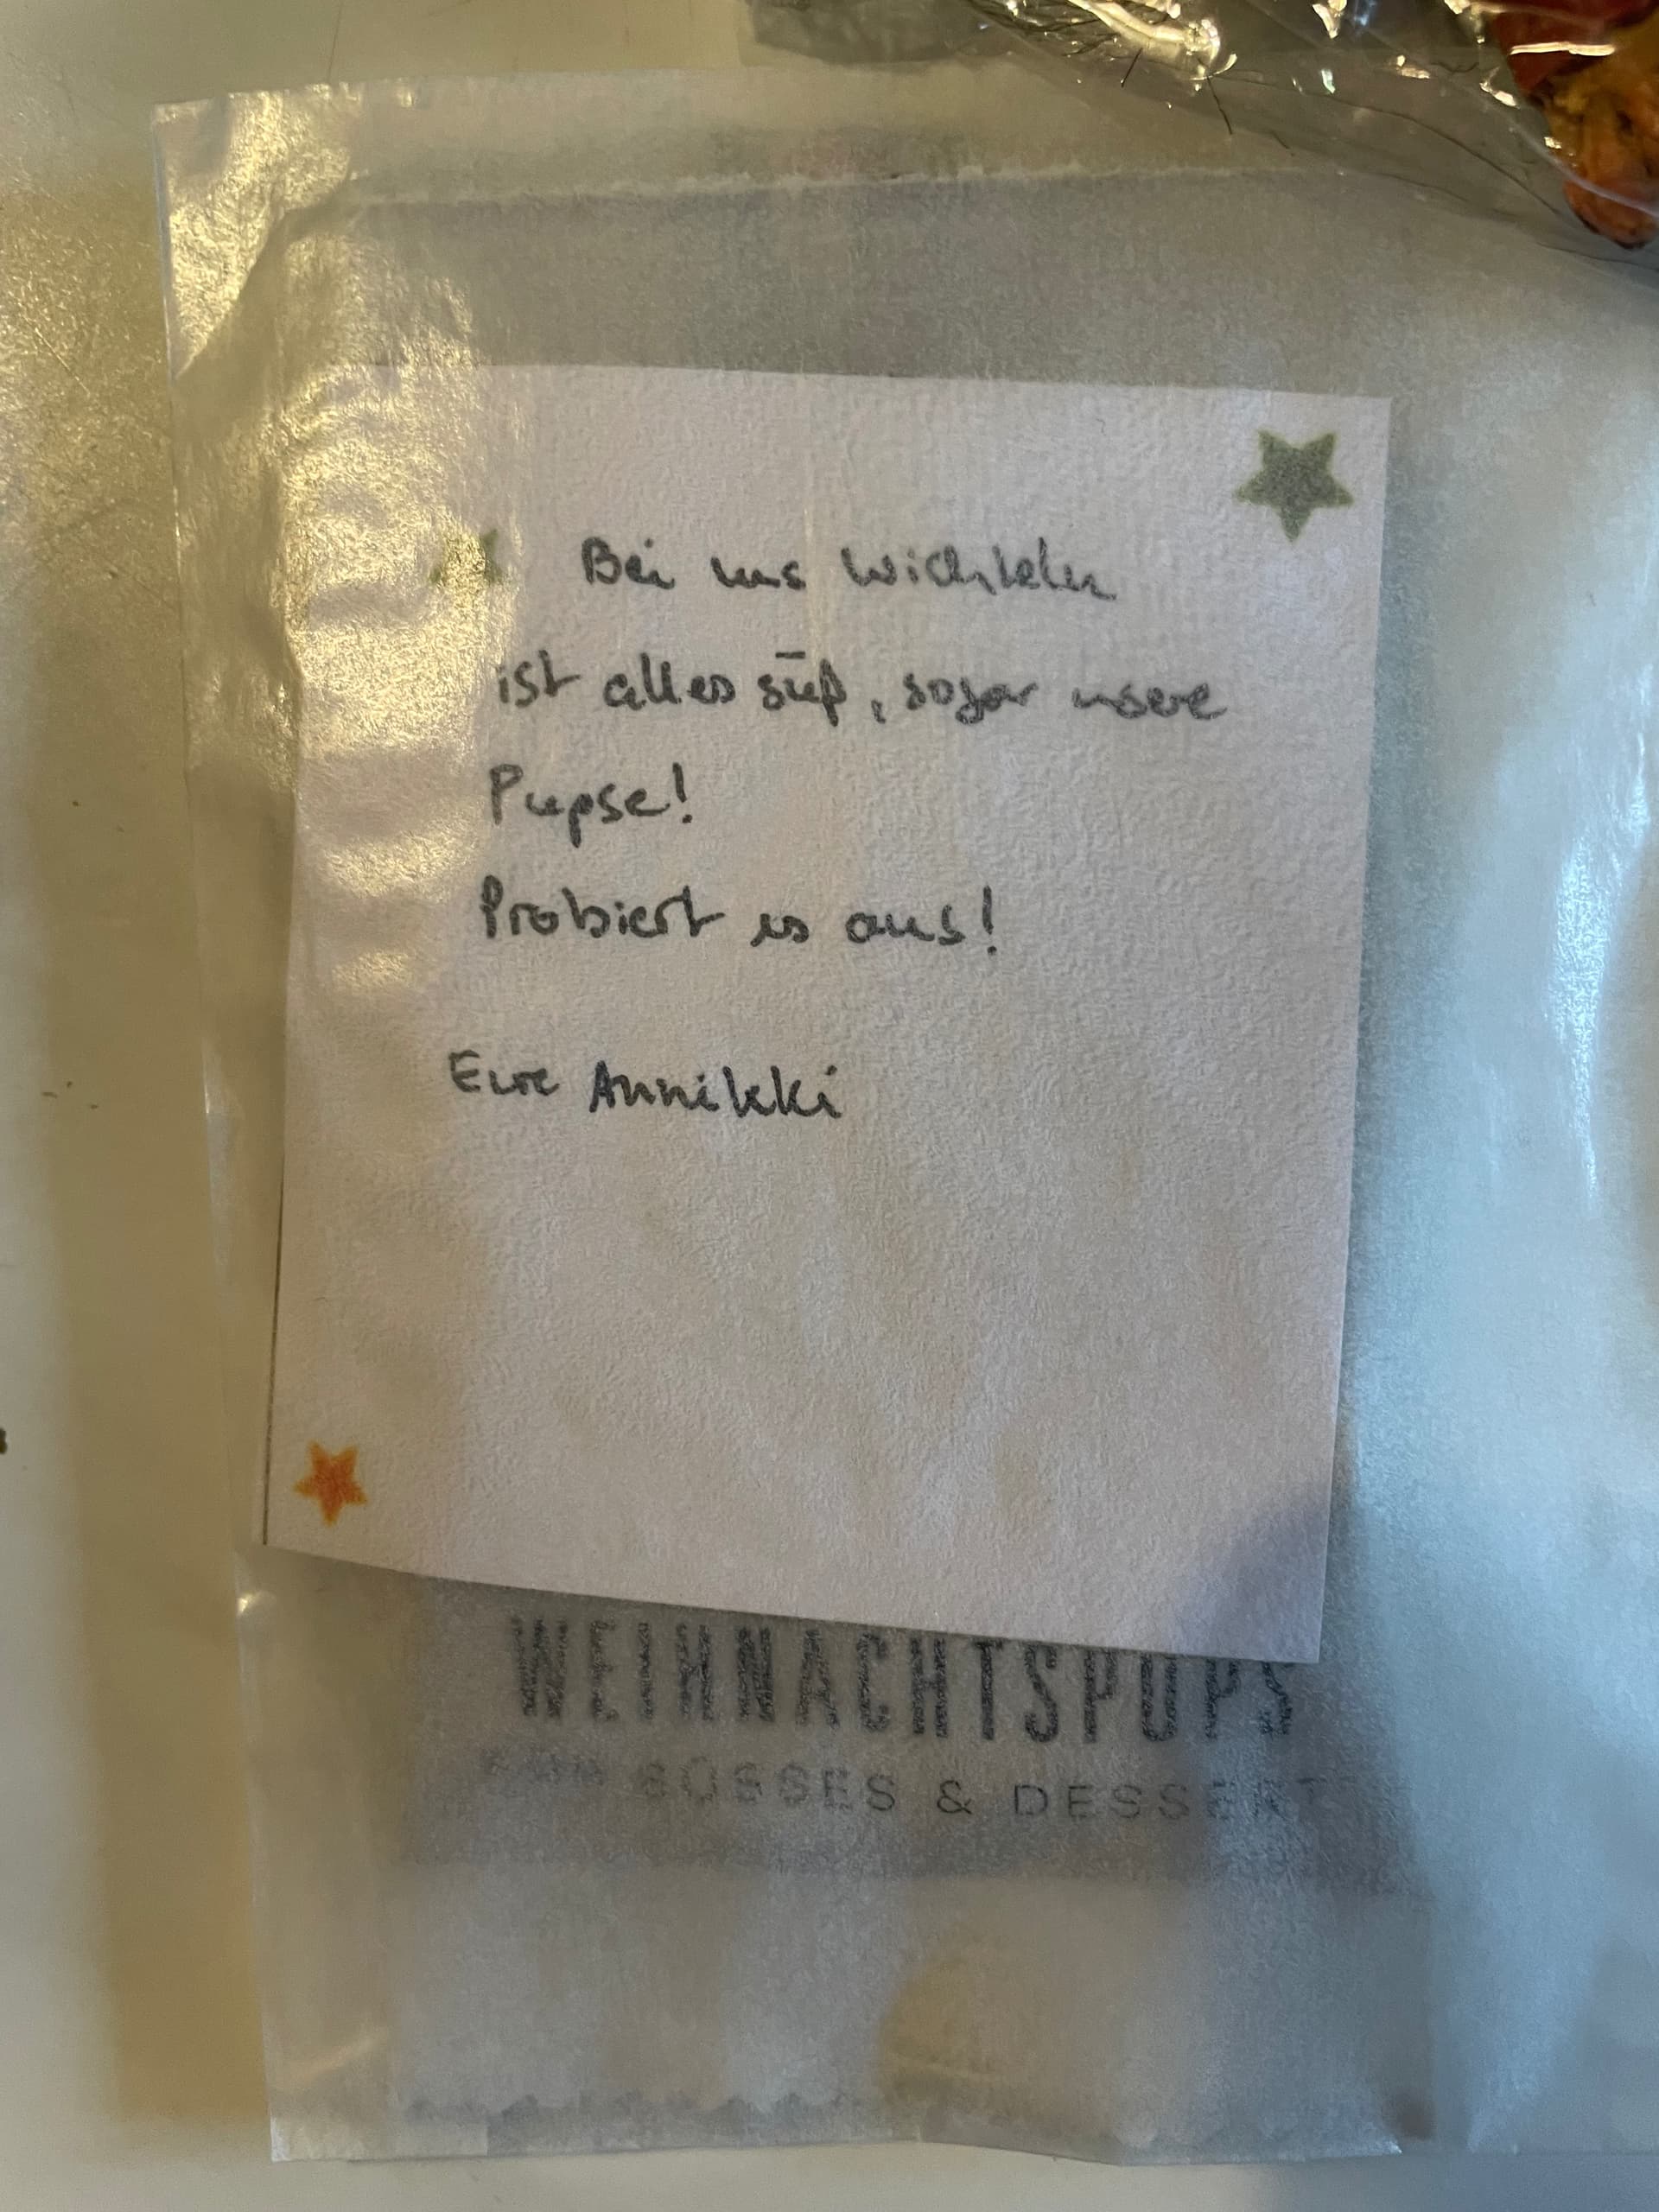 Bei uns Wichteln
ist alles süß, sogar unsere
Pupse!
Probiert es aus!
Eure Annikki
WEIHNACHTSPUPS
SÜSSES & DESSERT